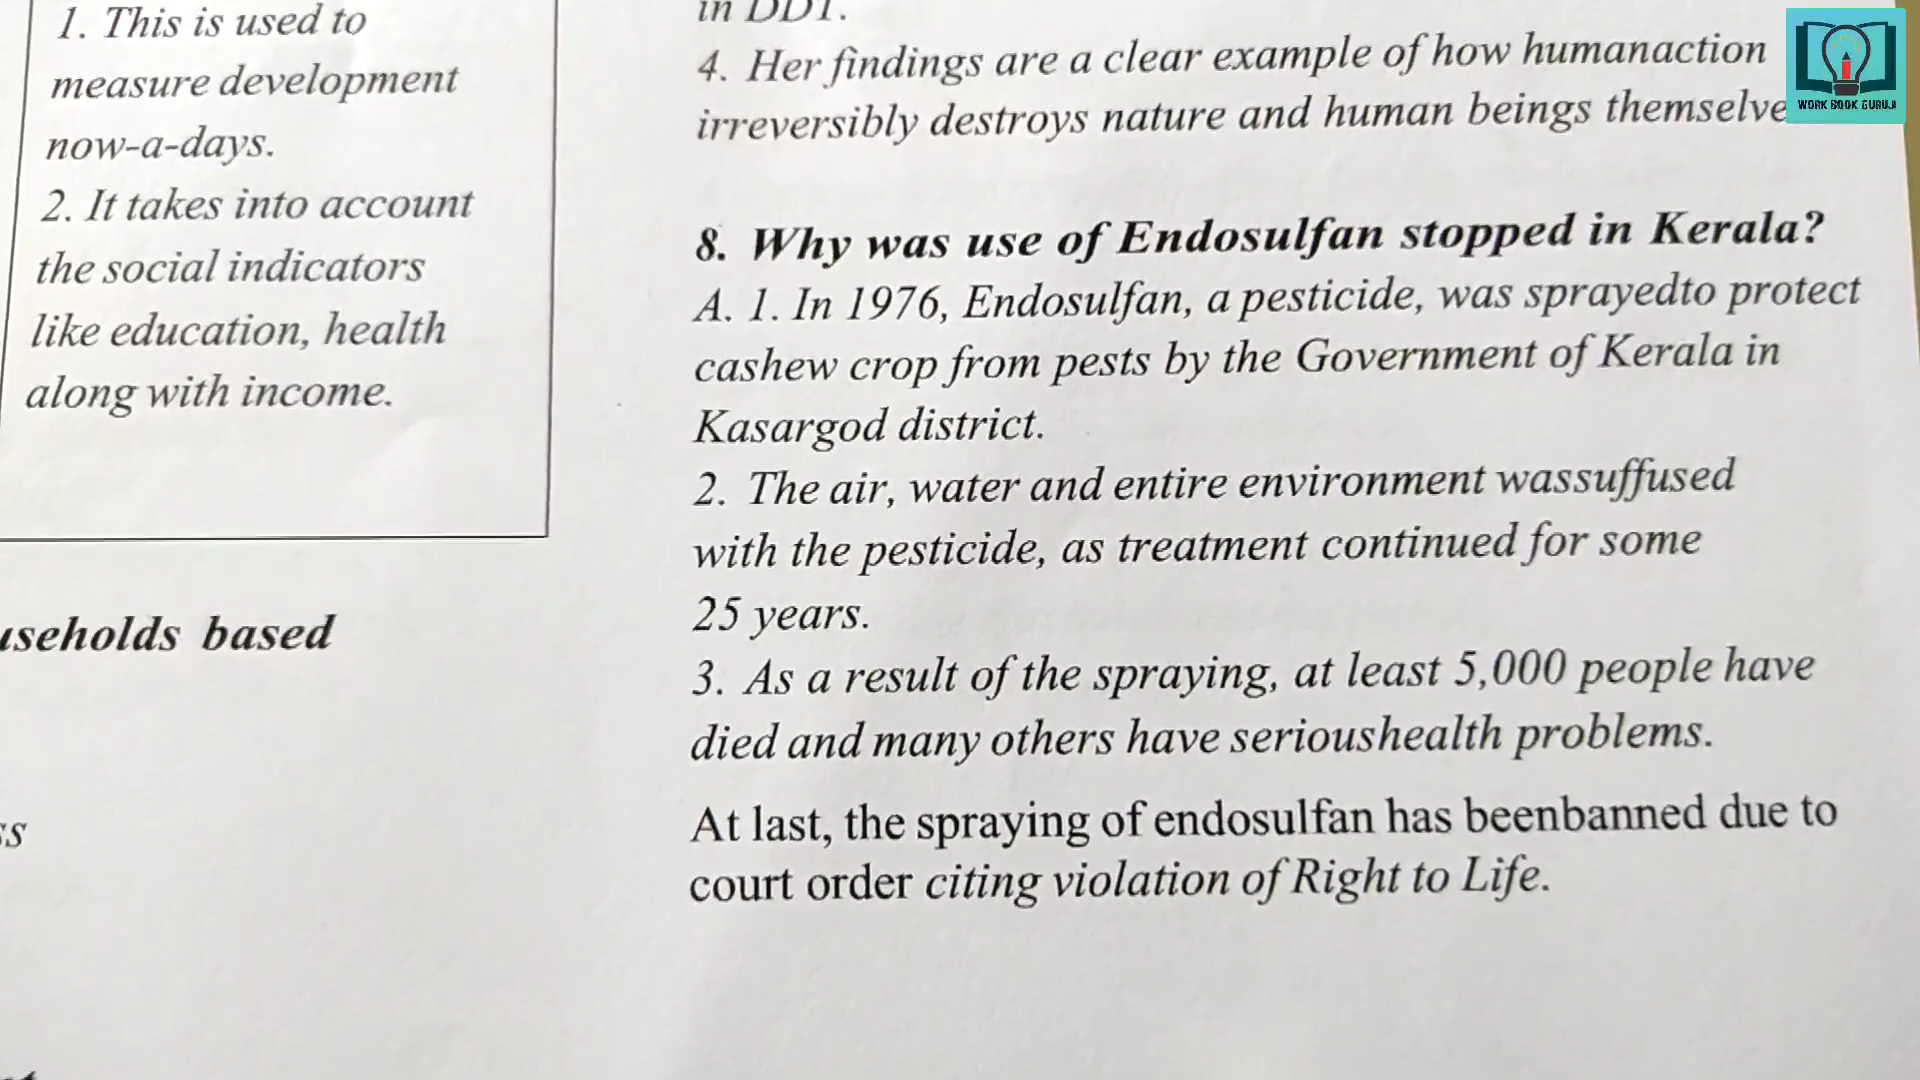 1. This is used to
measure development
now-a-days.
2. It takes into account
the social indicators
like education, health
along with income.
useholds based
ss
in DDT.
4. Her findings are a clear example of how humanaction
irreversibly destroys nature and human beings themselve
8. Why was use of Endosulfan stopped in Kerala?
A. 1. In 1976, Endosulfan, a pesticide, was sprayedto protect
cashew crop from pests by the Government of Kerala in
Kasargod district.
2. The air, water and entire environment wassuffused
with the pesticide, as treatment continued for some
25 years.
3. As a result of the spraying, at least 5,000 people have
died and many others have serioushealth problems.
At last, the spraying of endosulfan has beenbanned due to
court order citing violation of Right to Life.
WORK BOOK GURUJI